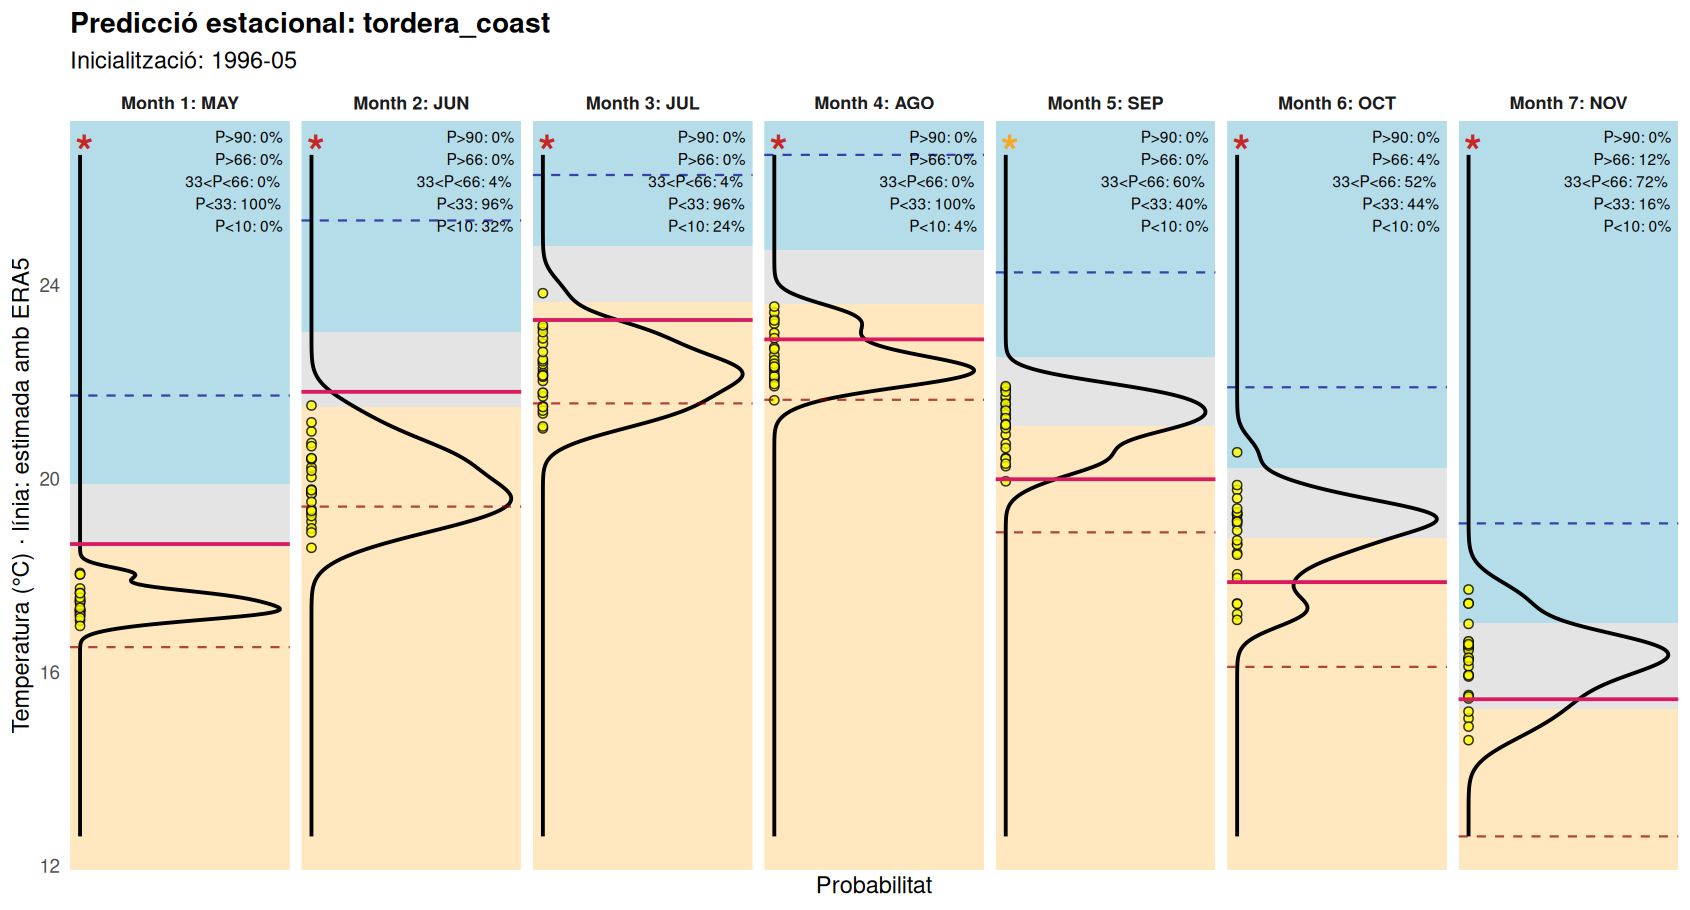 Predicció estacional: tordera_coast
Inicialització: 1996-05
Month 1: MAY
Month 2: JUN
Month 3: JUL
Month 4: AGO
Month 5: SEP
Month 6: OCT
Month 7: NOV
*
P>90: 0%
P>66: 0%
33<P<66: 0%
P<33: 100%
P<10: 0%
*
P>90: 0%
P>66: 0%
33<P<66: 4%
P<33: 96%
P<10: 32%
*
P>90: 0%
P>66: 0%
33<P<66: 4%
P<33: 96%
P<10: 24%
*
P>90: 0%
P>66: 0%
33<P<66: 0%
P<33: 100%
P<10: 4%
*
P>90: 0%
P>66: 0%
33<P<66: 60%
P<33: 40%
P<10: 0%
*
P>90: 0%
P>66: 4%
33<P<66: 52%
P<33: 44%
P<10: 0%
*
P>90: 0%
P>66: 12%
33<P<66: 72%
P<33: 16%
P<10: 0%
Temperatura (°C) · línia: estimada amb ERA5
24
20
16
12
Probabilitat